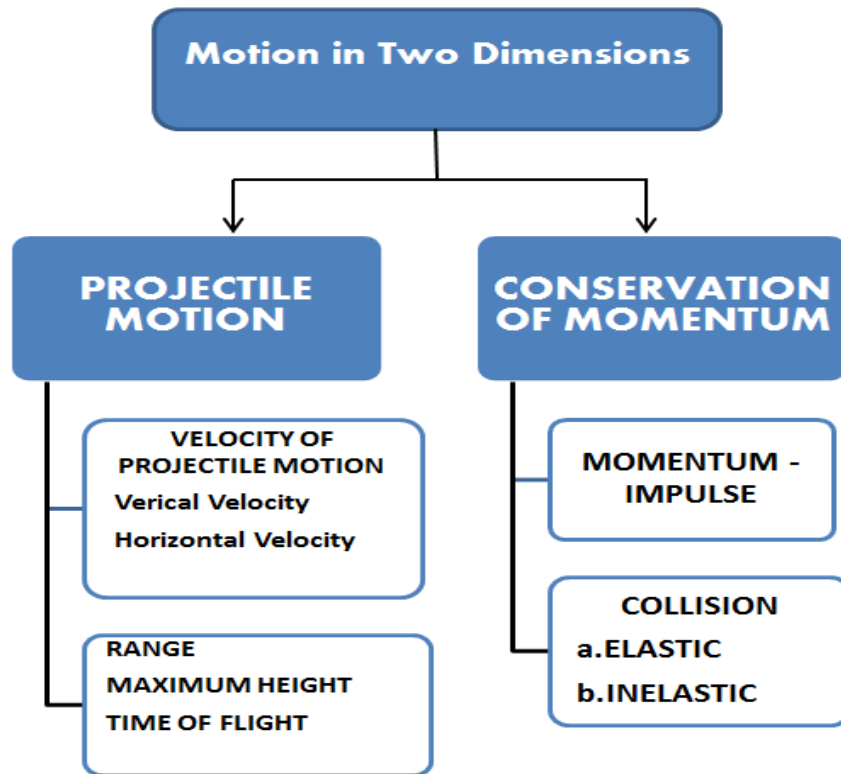 Motion in Two Dimensions
PROJECTILE
MOTION
VELOCITY OF
PROJECTILE MOTION
Verical Velocity
Horizontal Velocity
RANGE
MAXIMUM HEIGHT
TIME OF FLIGHT
CONSERVATION
OF MOMENTUM
MOMENTUM -
IMPULSE
COLLISION
a.ELASTIC
b.INELASTIC